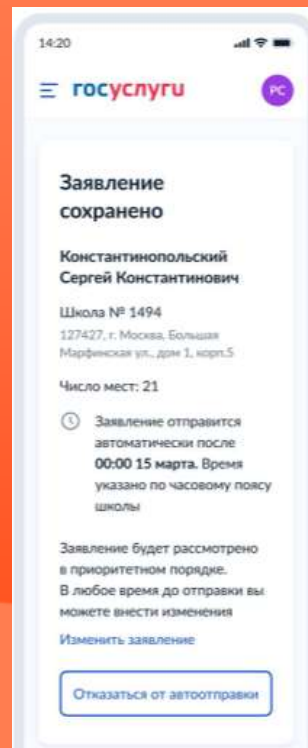 14:20
госуслуги
РС
Заявление
сохранено
Константинопольский
Сергей Константинович
Школа № 1494
127427, г. Москва, Большая
Марфинская ул., дом 1, корп.5
Число мест: 21
Заявление отправится
автоматически после
00:00 15 марта. Время
указано по часовому поясу
школы
Заявление будет рассмотрено
в приоритетном порядке.
В любое время до отправки вы
можете внести изменения
Изменить заявление
Отказаться от автоотправки